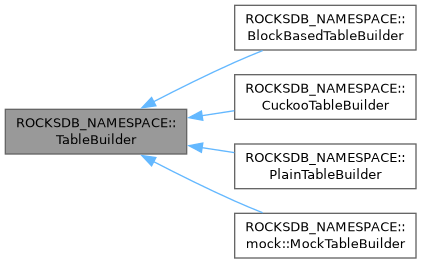 ROCKSDB_NAMESPACE::
BlockBasedTableBuilder
ROCKSDB_NAMESPACE::
CuckooTableBuilder
ROCKSDB_NAMESPACE::
TableBuilder
ROCKSDB_NAMESPACE::
PlainTableBuilder
ROCKSDB_NAMESPACE::
mock::MockTableBuilder